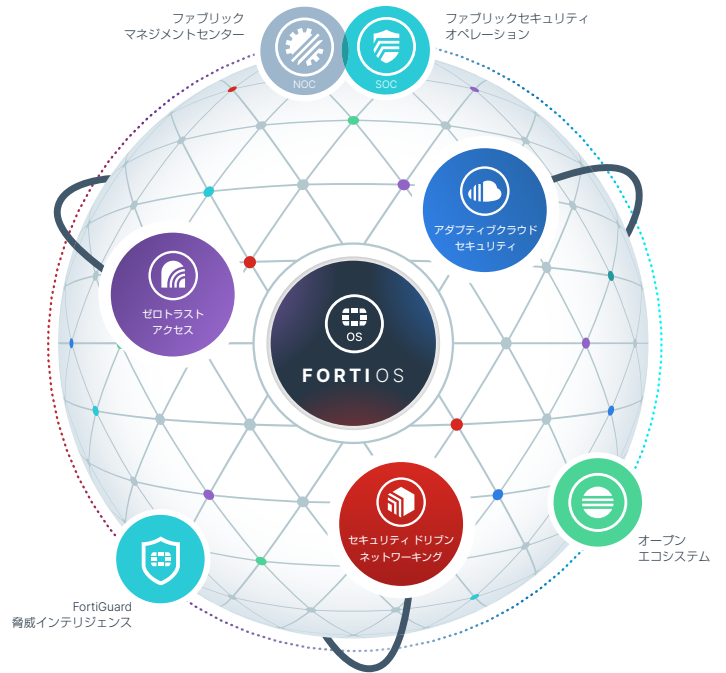 ファブリック
マネジメントセンター
ファブリックセキュリティ
オペレーション
NOC
SOC
アダプティブクラウド
セキュリティ
ゼロトラスト
アクセス
OS
FORTIOS
セキュリティ ドリブン
ネットワーキング
オープン
エコシステム
FortiGuard
脅威インテリジェンス